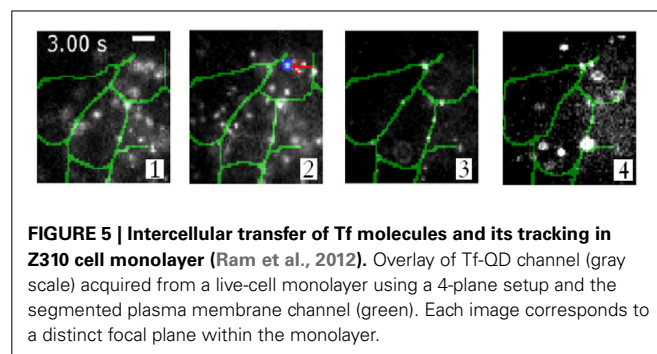 3.00 s
1
2
3
4
FIGURE 5 | Intercellular transfer of Tf molecules and its tracking in
Z310 cell monolayer (Ram et al., 2012). Overlay of Tf-QD channel (gray
scale) acquired from a live-cell monolayer using a 4-plane setup and the
segmented plasma membrane channel (green). Each image corresponds to
a distinct focal plane within the monolayer.